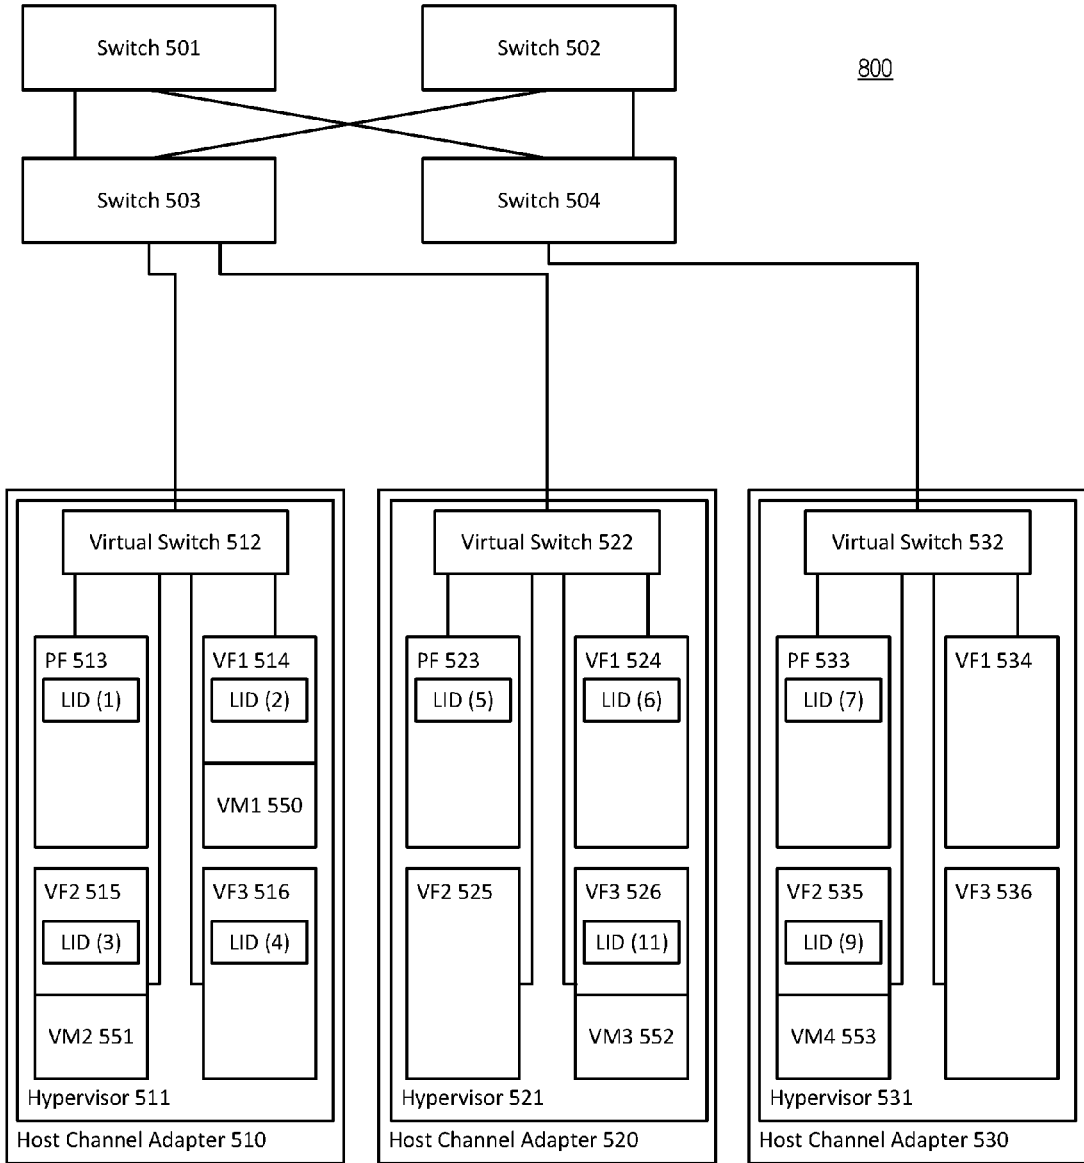 Switch 501
Switch 502
800
Switch 503
Switch 504
Virtual Switch 512
PF 513
LID (1)
VF1 514
LID (2)
VM1 550
VF2 515
LID (3)
VM2 551
VF3 516
LID (4)
Hypervisor 511
Host Channel Adapter 510
Virtual Switch 522
PF 523
LID (5)
VF1 524
LID (6)
VF2 525
VF3 526
LID (11)
VM3 552
Hypervisor 521
Host Channel Adapter 520
Virtual Switch 532
PF 533
LID (7)
VF1 534
VF2 535
LID (9)
VM4 553
VF3 536
Hypervisor 531
Host Channel Adapter 530